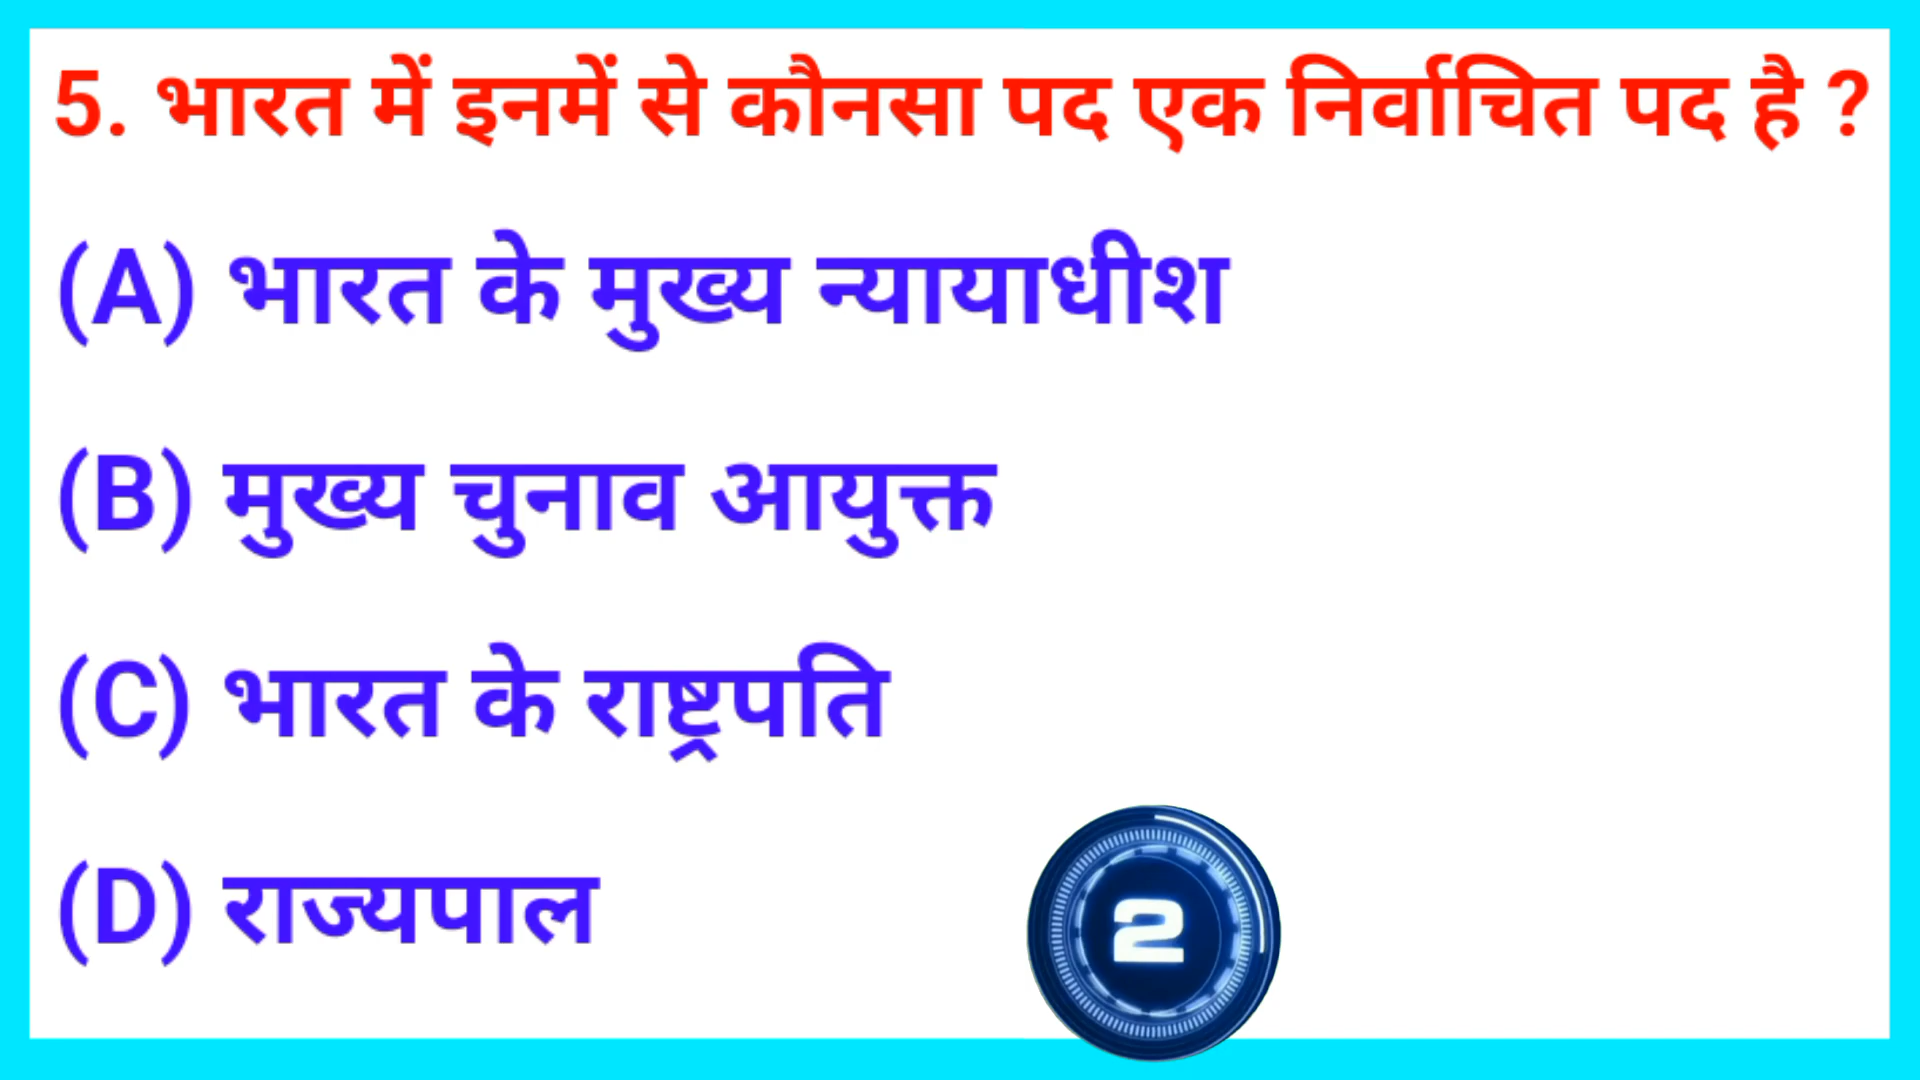 5. भारत में इनमें से कौनसा पद एक निर्वाचित पद है ?
(A) भारत के मुख्य न्यायाधीश
(B) मुख्य चुनाव आयुक्त
(C) भारत के राष्ट्रपति
(D) राज्यपाल
2